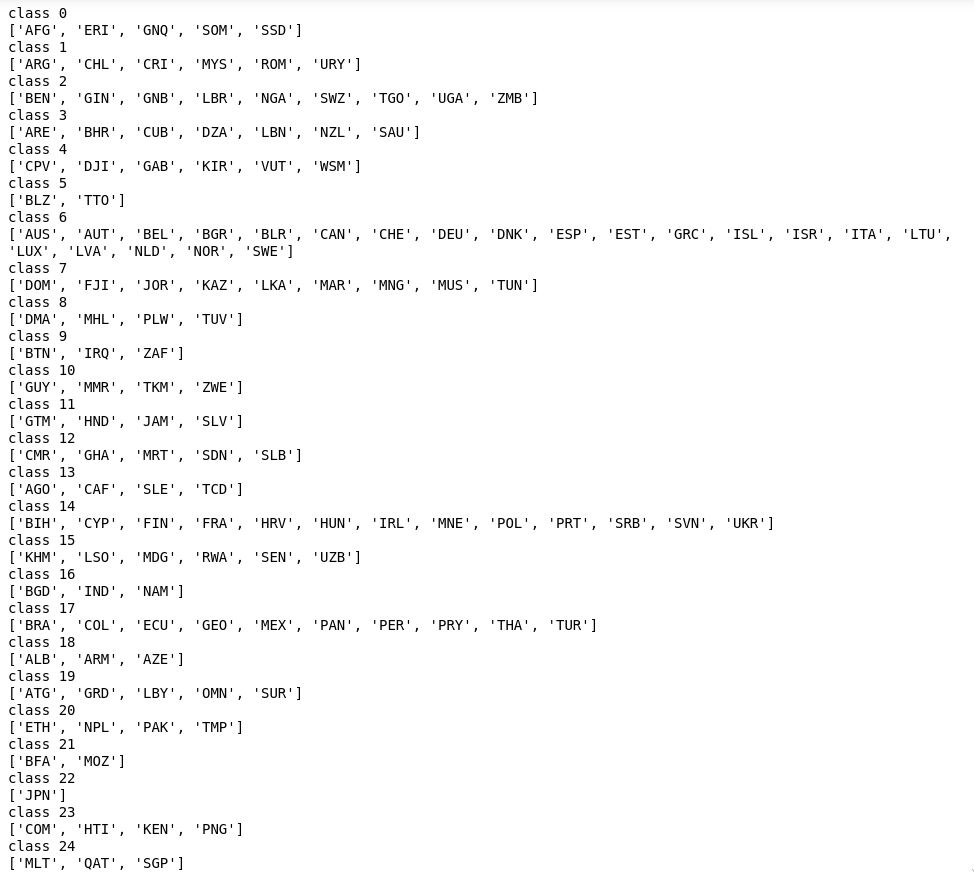 class 0
['AFG', 'ERI', 'GNQ', 'SOM', 'SSD']
class 1
['ARG', 'CHL', 'CRI', 'MYS', 'ROM', 'URY']
class 2
['BEN', 'GIN', 'GNB', 'LBR', 'NGA', 'SWZ', 'TGO', 'UGA', 'ZMB']
class 3
['ARE', 'BHR', 'CUB', 'DZA', 'LBN', 'NZL', 'SAU']
class 4
['CPV', 'DJI', 'GAB', 'KIR', 'VUT', 'WSM']
class 5
['BLZ', 'TTO']
class 6
['AUS', 'AUT', 'BEL', 'BGR', 'BLR', 'CAN', 'CHE', 'DEU', 'DNK', 'ESP', 'EST', 'GRC', 'ISL', 'ISR', 'ITA', 'LTU',
'LUX', 'LVA', 'NLD', 'NOR', 'SWE']
class 7
['DOM', 'FJI', 'JOR', 'KAZ', 'LKA', 'MAR', 'MNG', 'MUS', 'TUN']
class 8
['DMA', 'MHL', 'PLW', 'TUV']
class 9
['BTN', 'IRQ', 'ZAF']
class 10
['GUY', 'MMR', 'TKM', 'ZWE']
class 11
['GTM', 'HND', 'JAM', 'SLV']
class 12
['CMR', 'GHA', 'MRT', 'SDN', 'SLB']
class 13
['AGO', 'CAF', 'SLE', 'TCD']
class 14
['BIH', 'CYP', 'FIN', 'FRA', 'HRV', 'HUN', 'IRL', 'MNE', 'POL', 'PRT', 'SRB', 'SVN', 'UKR']
class 15
['KHM', 'LSO', 'MDG', 'RWA', 'SEN', 'UZB']
class 16
['BGD', 'IND', 'NAM']
class 17
['BRA', 'COL', 'ECU', 'GEO', 'MEX', 'PAN', 'PER', 'PRY', 'THA', 'TUR']
class 18
['ALB', 'ARM', 'AZE']
class 19
['ATG', 'GRD', 'LBY', 'OMN', 'SUR']
class 20
['ETH', 'NPL', 'PAK', 'TMP']
class 21
['BFA', 'MOZ']
class 22
['JPN']
class 23
['COM', 'HTI', 'KEN', 'PNG']
class 24
['MLT', 'QAT', 'SGP']